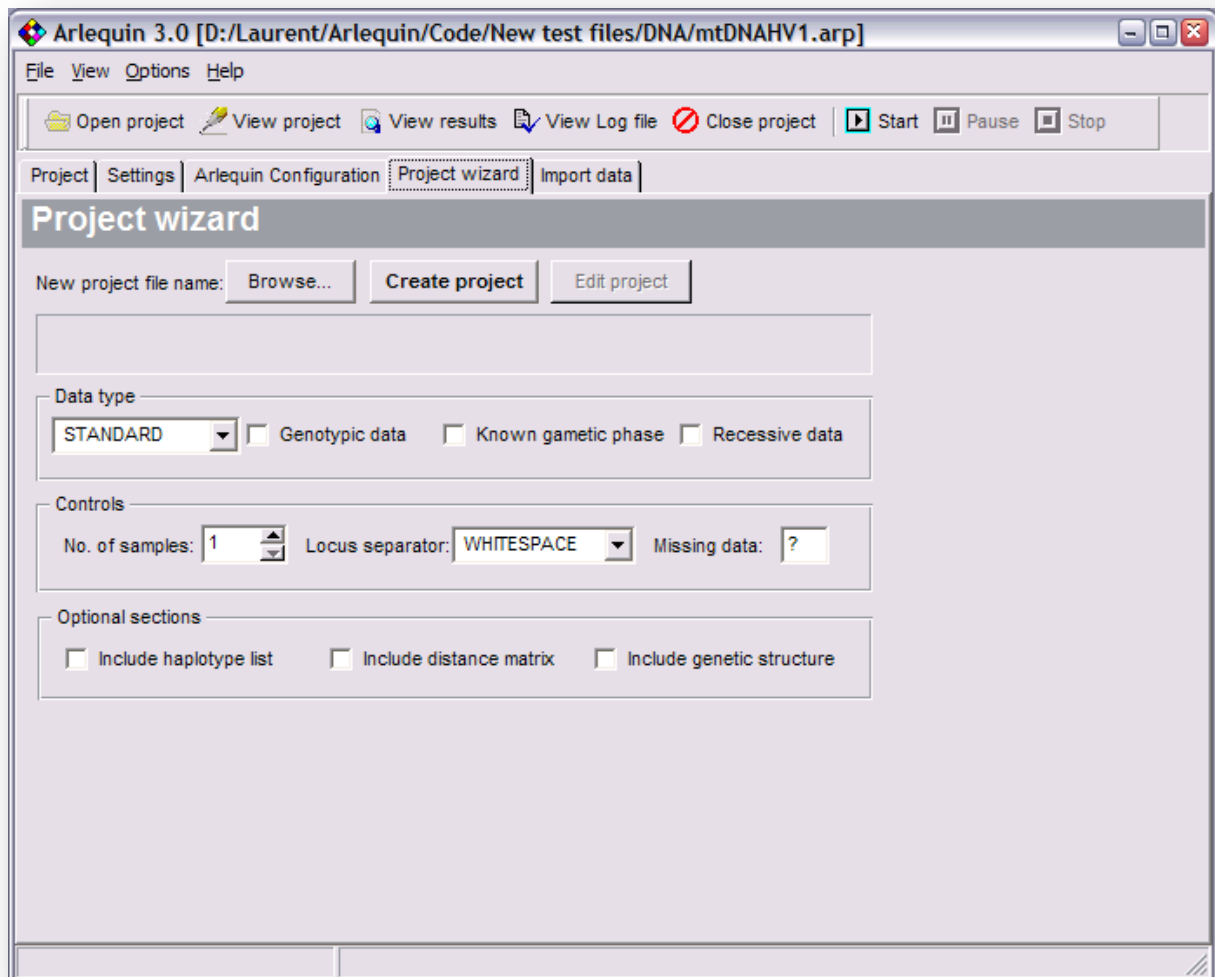 Arlequin 3.0 [D:/Laurent/Arlequin/Code/New test files/DNA/mtDNAHV1.arp]
File View Options Help
Open project View project View results View Log file Close project Start Pause Stop
Project Settings Arlequin Configuration Project wizard Import data
Project wizard
New project file name: Browse... Create project Edit project
Data type
STANDARD Genotypic data Known gametic phase Recessive data
Controls
No. of samples: 1 Locus separator: WHITESPACE Missing data: ?
Optional sections
Include haplotype list Include distance matrix Include genetic structure